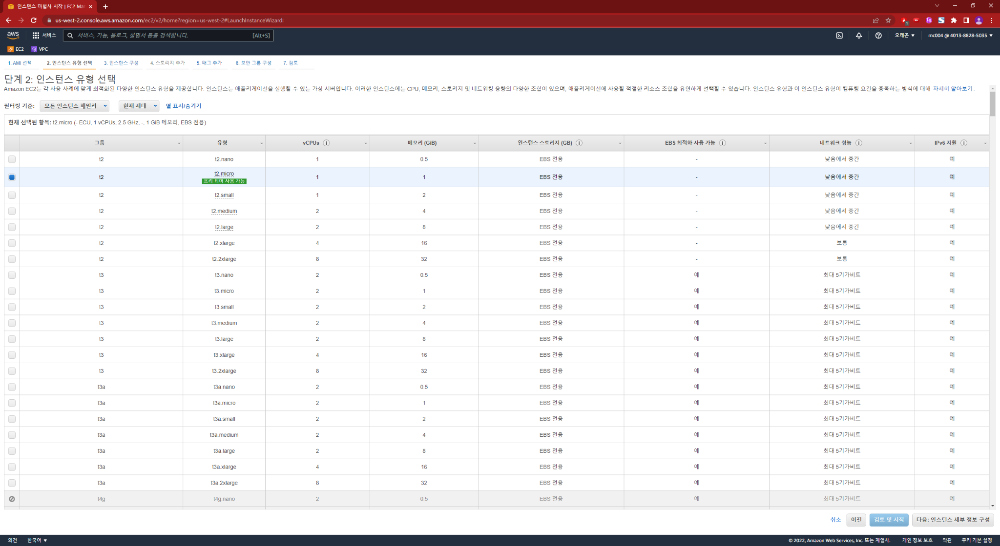 인스턴스 마법사 시작 | EC2 Mar
us-west-2.console.aws.amazon.com/ec2/v2/home?region=us-west-2#LaunchInstanceWizard:
aws 서비스 서비스, 기능, 블로그, 설명서 등을 검색합니다. [Alt+S] 오레곤 mc004 @ 4013-8828-5035
EC2 VPC
1. AMI 선택 2. 인스턴스 유형 선택 3. 인스턴스 구성 4. 스토리지 추가 5. 태그 추가 6. 보안 그룹 구성 7. 검토
단계 2: 인스턴스 유형 선택
Amazon EC2는 각 사용 사례에 맞게 최적화된 다양한 인스턴스 유형을 제공합니다. 인스턴스는 애플리케이션을 실행할 수 있는 가상 서버입니다. 이러한 인스턴스에는 CPU, 메모리, 스토리지 및 네트워킹 용량의 다양한 조합이 있으며, 애플리케이션에 사용할 적절한 리소스 조합을 유연하게 선택할 수 있습니다. 인스턴스 유형과 이 인스턴스 유형이 컴퓨팅 요건을 충족하는 방식에 대해 자세히 알아보기.
필터링 기준: 모든 인스턴스 패밀리 현재 세대 열 표시/숨기기
현재 선택된 항목: t2.micro (- ECU, 1 vCPUs, 2.5 GHz, -, 1 GiB 메모리, EBS 전용)
그룹 유형 vCPUs 메모리 (GiB) 인스턴스 스토리지 (GB) EBS 최적화 사용 가능 네트워크 성능 IPv6 지원
t2 t2.nano 1 0.5 EBS 전용 - 낮음에서 중간 예
t2 t2.micro 1 1 EBS 전용 - 낮음에서 중간 예
프리 티어 사용 가능
t2 t2.small 1 2 EBS 전용 - 낮음에서 중간 예
t2 t2.medium 2 4 EBS 전용 - 낮음에서 중간 예
t2 t2.large 2 8 EBS 전용 - 낮음에서 중간 예
t2 t2.xlarge 4 16 EBS 전용 - 보통 예
t2 t2.2xlarge 8 32 EBS 전용 - 보통 예
t3 t3.nano 2 0.5 EBS 전용 예 최대 5기가비트 예
t3 t3.micro 2 1 EBS 전용 예 최대 5기가비트 예
t3 t3.small 2 2 EBS 전용 예 최대 5기가비트 예
t3 t3.medium 2 4 EBS 전용 예 최대 5기가비트 예
t3 t3.large 2 8 EBS 전용 예 최대 5기가비트 예
t3 t3.xlarge 4 16 EBS 전용 예 최대 5기가비트 예
t3 t3.2xlarge 8 32 EBS 전용 예 최대 5기가비트 예
t3a t3a.nano 2 0.5 EBS 전용 예 최대 5기가비트 예
t3a t3a.micro 2 1 EBS 전용 예 최대 5기가비트 예
t3a t3a.small 2 2 EBS 전용 예 최대 5기가비트 예
t3a t3a.medium 2 4 EBS 전용 예 최대 5기가비트 예
t3a t3a.large 2 8 EBS 전용 예 최대 5기가비트 예
t3a t3a.xlarge 4 16 EBS 전용 예 최대 5기가비트 예
t3a t3a.2xlarge 8 32 EBS 전용 예 최대 5기가비트 예
t4g t4g.nano 2 0.5 EBS 전용 예 최대 5기가비트 예
취소 이전 검토 및 시작 다음: 인스턴스 세부 정보 구성
의견 한국어 © 2022, Amazon Web Services, Inc. 또는 계열사. 개인 정보 보호 약관 쿠키 기본 설정